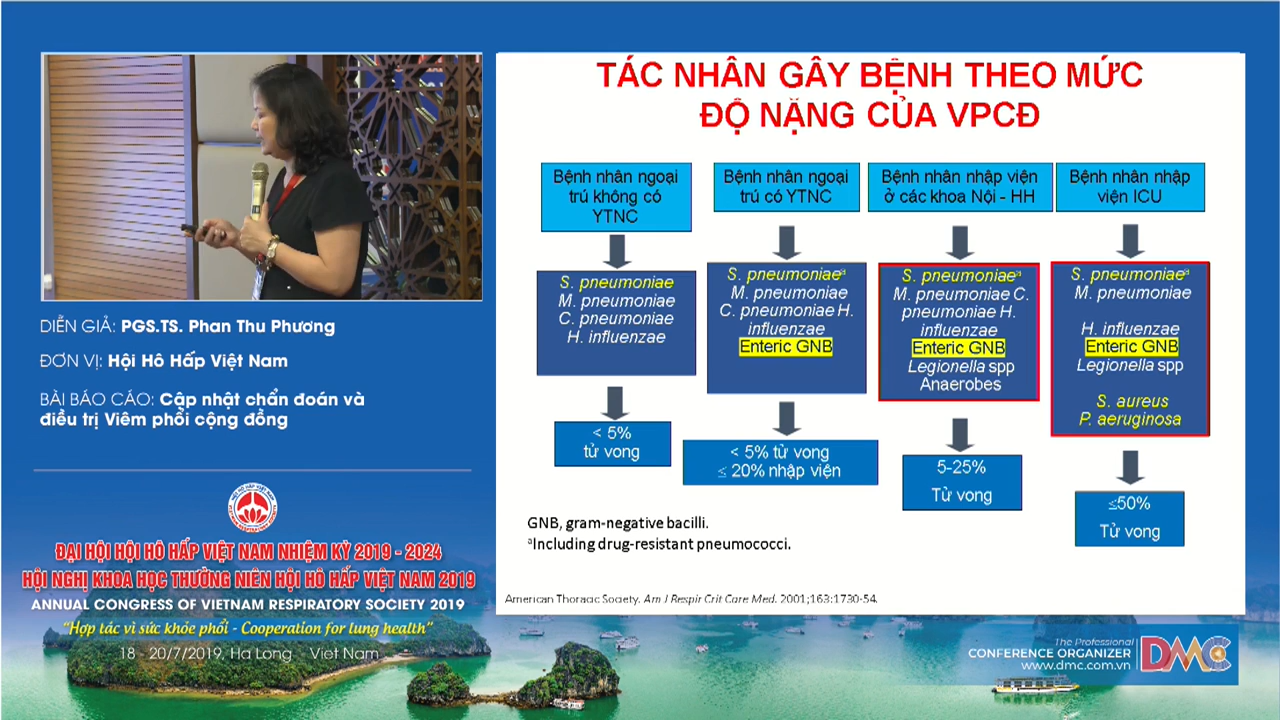 TÁC NHÂN GÂY BỆNH THEO MỨC
ĐỘ NẶNG CỦA VPCĐ
Bệnh nhân ngoại
trú không có
YTNC
Bệnh nhân ngoại
trú có YTNC
Bệnh nhân nhập viện
ở các khoa Nội - HH
Bệnh nhân nhập
viện ICU
S. pneumoniae
M. pneumoniae
C. pneumoniae
H. influenzae
S. pneumoniaeª
M. pneumoniae
C. pneumoniae H.
influenzae
Enteric GNB
S. pneumoniaeª
M. pneumoniae C.
pneumoniae H.
influenzae
Enteric GNB
Legionella spp
Anaerobes
S. pneumoniaeª
M. pneumoniae
H. influenzae
Enteric GNB
Legionella spp
S. aureus
P. aeruginosa
< 5%
tử vong
< 5% tử vong
≤ 20% nhập viện
5-25%
Tử vong
≤50%
Tử vong
GNB, gram-negative bacilli.
ªIncluding drug-resistant pneumococci.
American Thoracic Society. Am J Respir Crit Care Med. 2001;163:1730-54.
DIỄN GIẢ: PGS.TS. Phan Thu Phương
ĐƠN VỊ: Hội Hô Hấp Việt Nam
BÀI BÁO CÁO: Cập nhật chẩn đoán và
điều trị Viêm phổi cộng đồng
ĐẠI HỘI HỘI HÔ HẤP VIỆT NAM NHIỆM KỲ 2019 - 2024
HỘI NGHỊ KHOA HỌC THƯỜNG NIÊN HỘI HÔ HẤP VIỆT NAM 2019
ANNUAL CONGRESS OF VIETNAM RESPIRATORY SOCIETY 2019
"Hợp tác vì sức khỏe phổi - Cooperation for lung health"
18 - 20/7/2019, Ha Long Viet Nam
The Professional
CONFERENCE ORGANIZER
www.dmc.com.vn
DMC